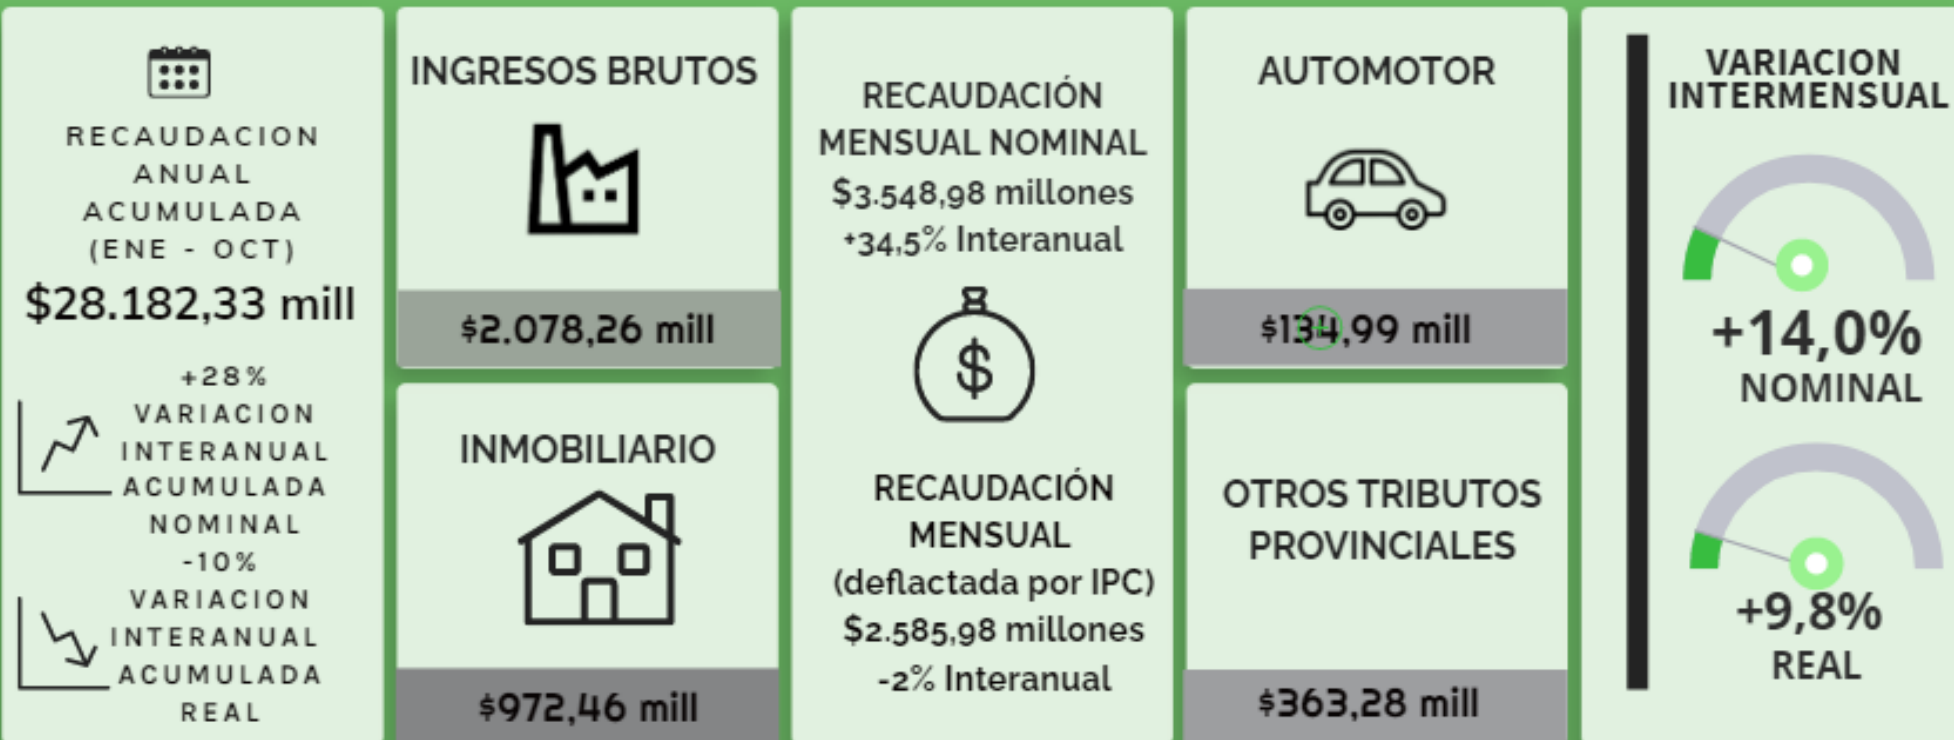 RECAUDACION
ANUAL
ACUMULADA
(ENE - OCT)
$28.182,33 mill
+28%
VARIACION
INTERANUAL
ACUMULADA
NOMINAL
-10%
VARIACION
INTERANUAL
ACUMULADA
REAL
INGRESOS BRUTOS
$2.078,26 mill
INMOBILIARIO
$972,46 mill
RECAUDACIÓN
MENSUAL NOMINAL
$3.548,98 millones
+34,5% Interanual
$
RECAUDACIÓN
MENSUAL
(deflactada por IPC)
$2.585,98 millones
-2% Interanual
AUTOMOTOR
$134,99 mill
OTROS TRIBUTOS
PROVINCIALES
$363,28 mill
VARIACION
INTERMENSUAL
+14,0%
NOMINAL
+9,8%
REAL